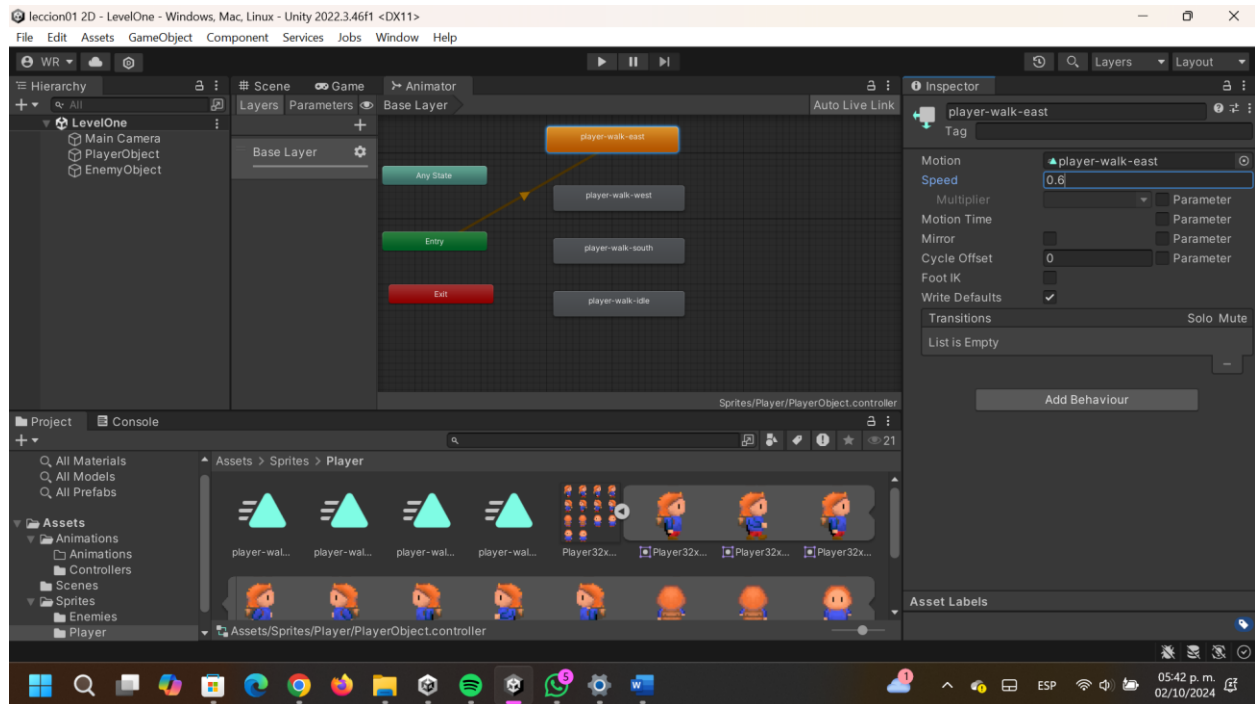 leccion01 2D - LevelOne - Windows, Mac, Linux - Unity 2022.3.46f1 <DX11>
File Edit Assets GameObject Component Services Jobs Window Help
WR Layers Layout
Hierarchy
All
LevelOne
Main Camera
PlayerObject
EnemyObject
Scene Game Animator
Layers Parameters Base Layer Auto Live Link
Base Layer
player-walk-east
Any State
player-walk-west
Entry
player-walk-south
Exit
player-walk-idle
Sprites/Player/PlayerObject.controller
Inspector
player-walk-east
Tag
Motion player-walk-east
Speed 0.6
Multiplier Parameter
Motion Time Parameter
Mirror Parameter
Cycle Offset 0 Parameter
Foot IK
Write Defaults
Transitions Solo Mute
List is Empty
Add Behaviour
Asset Labels
Project Console
21
All Materials
All Models
All Prefabs
Assets
Animations
Animations
Controllers
Scenes
Sprites
Enemies
Player
Assets > Sprites > Player
player-wal... player-wal... player-wal... player-wal... Player32x... Player32x... Player32x... Player32x...
Assets/Sprites/Player/PlayerObject.controller
5
1
ESP
05:42 p. m.
02/10/2024